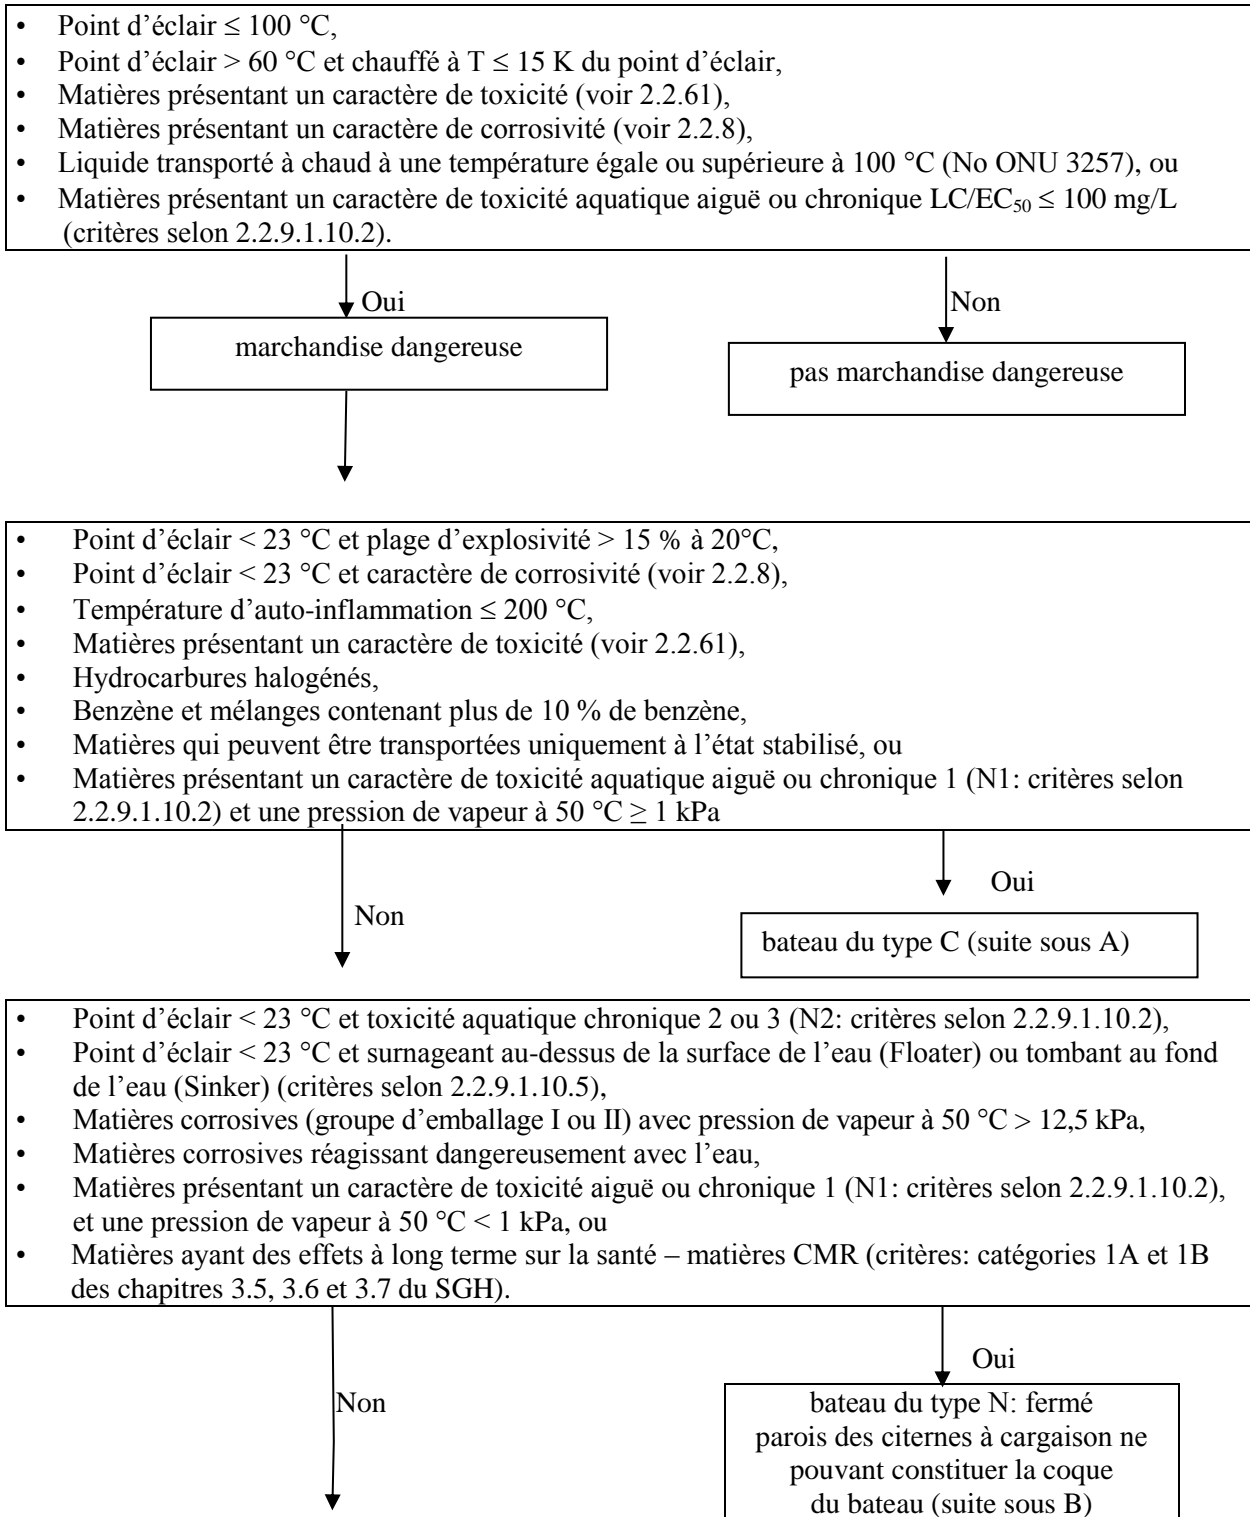 • Point d’éclair ≤ 100 °C,
• Point d’éclair > 60 °C et chauffé à T ≤ 15 K du point d’éclair,
• Matières présentant un caractère de toxicité (voir 2.2.61),
• Matières présentant un caractère de corrosivité (voir 2.2.8),
• Liquide transporté à chaud à une température égale ou supérieure à 100 °C (No ONU 3257), ou
• Matières présentant un caractère de toxicité aquatique aiguë ou chronique LC/EC₅₀ ≤ 100 mg/L
(critères selon 2.2.9.1.10.2).
Oui
Non
marchandise dangereuse
pas marchandise dangereuse
• Point d’éclair < 23 °C et plage d’explosivité > 15 % à 20°C,
• Point d’éclair < 23 °C et caractère de corrosivité (voir 2.2.8),
• Température d’auto-inflammation ≤ 200 °C,
• Matières présentant un caractère de toxicité (voir 2.2.61),
• Hydrocarbures halogénés,
• Benzène et mélanges contenant plus de 10 % de benzène,
• Matières qui peuvent être transportées uniquement à l’état stabilisé, ou
• Matières présentant un caractère de toxicité aquatique aiguë ou chronique 1 (N1: critères selon
2.2.9.1.10.2) et une pression de vapeur à 50 °C ≥ 1 kPa
Oui
Non
bateau du type C (suite sous A)
• Point d’éclair < 23 °C et toxicité aquatique chronique 2 ou 3 (N2: critères selon 2.2.9.1.10.2),
• Point d’éclair < 23 °C et surnageant au-dessus de la surface de l’eau (Floater) ou tombant au fond
de l’eau (Sinker) (critères selon 2.2.9.1.10.5),
• Matières corrosives (groupe d’emballage I ou II) avec pression de vapeur à 50 °C > 12,5 kPa,
• Matières corrosives réagissant dangereusement avec l’eau,
• Matières présentant un caractère de toxicité aiguë ou chronique 1 (N1: critères selon 2.2.9.1.10.2),
et une pression de vapeur à 50 °C < 1 kPa, ou
• Matières ayant des effets à long terme sur la santé – matières CMR (critères: catégories 1A et 1B
des chapitres 3.5, 3.6 et 3.7 du SGH).
Oui
Non
bateau du type N: fermé
parois des citernes à cargaison ne
pouvant constituer la coque
du bateau (suite sous B)